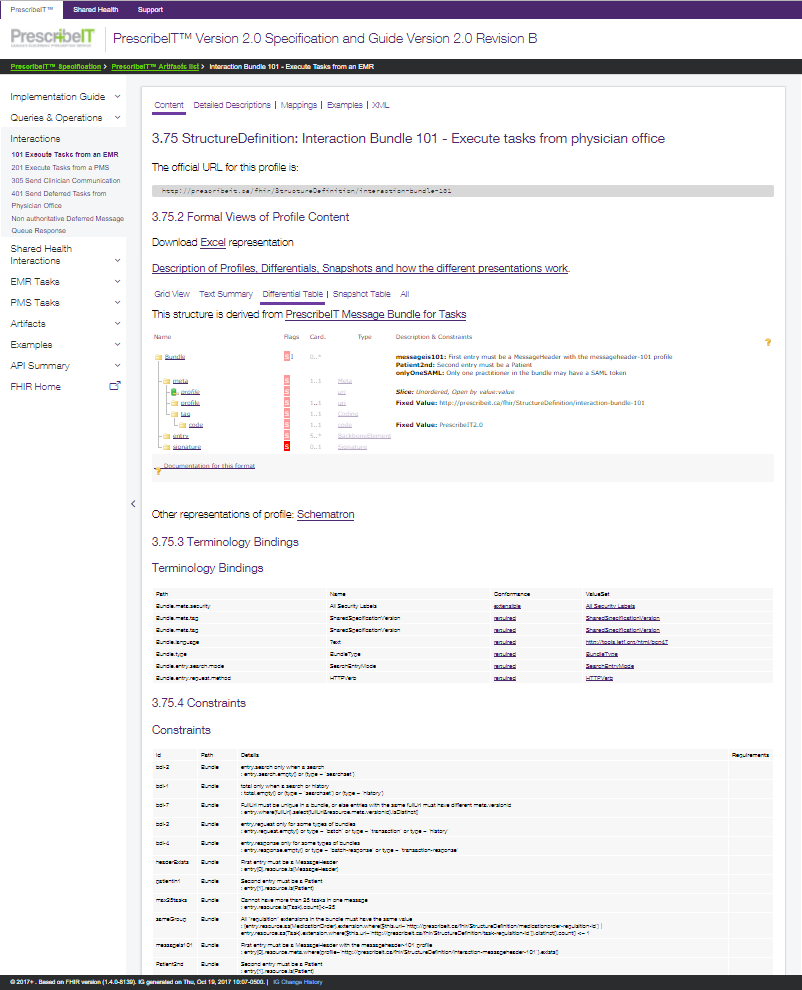 PrescribeIT™ Shared Health Support
PrescribeIT
PrescribeIT™ Version 2.0 Specification and Guide Version 2.0 Revision B
PrescribeIT™ Specification > PrescribeIT™ Artifacts list > Interaction Bundle 101 - Execute Tasks from an EMR
Implementation Guide
Queries & Operations
Interactions
101 Execute Tasks from an EMR
201 Execute Tasks from a PMS
305 Send Clinician Communication
401 Send Deferred Tasks from
Physician Office
Non authoritative Deferred Message
Queue Response
Shared Health
Interactions
EMR Tasks
PMS Tasks
Artifacts
Examples
API Summary
FHIR Home
Content Detailed Descriptions | Mappings | Examples | XML
3.75 StructureDefinition: Interaction Bundle 101 - Execute tasks from physician office
The official URL for this profile is:
http://prescribeit.ca/fhir/StructureDefinition/interaction-bundle-101
3.75.2 Formal Views of Profile Content
Download Excel representation
Description of Profiles, Differentials, Snapshots and how the different presentations work.
Grid View Text Summary Differential Table | Snapshot Table All
This structure is derived from PrescribeIT Message Bundle for Tasks
Name Flags Card. Type Description & Constraints
Bundle S I 0..* messageis101: First entry must be a MessageHeader with the messageheader-101 profile
Patient2nd: Second entry must be a Patient
onlyOneSAML: Only one practitioner in the bundle may have a SAML token
meta S 1..1 Meta
profile S uri Slice: Unordered, Open by value:value
profile S 1..1 uri Fixed Value: http://prescribeit.ca/fhir/StructureDefinition/interaction-bundle-101
tag S 1..1 Coding
code S 1..1 code Fixed Value: PrescribeIT2.0
entry S 5..* BackboneElement
signature S 0..1 Signature
Documentation for this format
Other representations of profile: Schematron
3.75.3 Terminology Bindings
Terminology Bindings
Path Name Conformance ValueSet
Bundle.meta.security All Security Labels extensible All Security Labels
Bundle.meta.tag SharedSpecificationVersion required SharedSpecificationVersion
Bundle.meta.tag SharedSpecificationVersion required SharedSpecificationVersion
Bundle.language Text required http://tools.ietf.org/html/bcp47
Bundle.type BundleType required BundleType
Bundle.entry.search.mode SearchEntryMode required SearchEntryMode
Bundle.entry.request.method HTTPVerb required HTTPVerb
3.75.4 Constraints
Constraints
Id Path Details Requirements
bdl-2 Bundle entry.search only when a search
: entry.search.empty() or (type = 'searchset')
bdl-1 Bundle total only when a search or history
: total.empty() or (type = 'searchset') or (type = 'history')
bdl-7 Bundle FullUrl must be unique in a bundle, or else entries with the same fullUrl must have different meta.versionId
: entry.where(fullUrl).select(fullUrl&resource.meta.versionId).isDistinct()
bdl-3 Bundle entry.request only for some types of bundles
: entry.request.empty() or type = 'batch' or type = 'transaction' or type = 'history'
bdl-4 Bundle entry.response only for some types of bundles
: entry.response.empty() or type = 'batch-response' or type = 'transaction-response'
headerExists Bundle First entry must be a MessageHeader
: entry[0].resource.is(MessageHeader)
patientIn1 Bundle Second entry must be a Patient
: entry[1].resource.is(Patient)
max25tasks Bundle Cannot have more than 25 tasks in one message
: entry.resource.is(Task).count()<=25
sameGroup Bundle All "requisition" extensions in the bundle must have the same value
messageis101 Bundle First entry must be a MessageHeader with the messageheader-101 profile
: entry[0].resource.meta.where(profile='http://prescribeit.ca/fhir/StructureDefinition/interaction-messageheader-101').exists()
Patient2nd Bundle Second entry must be a Patient
: entry[1].resource.is(Patient)
© 2017+. Based on FHIR version (1.4.0-8139). IG generated on Thu, Oct 19, 2017 10:07-0500. | IG Change History